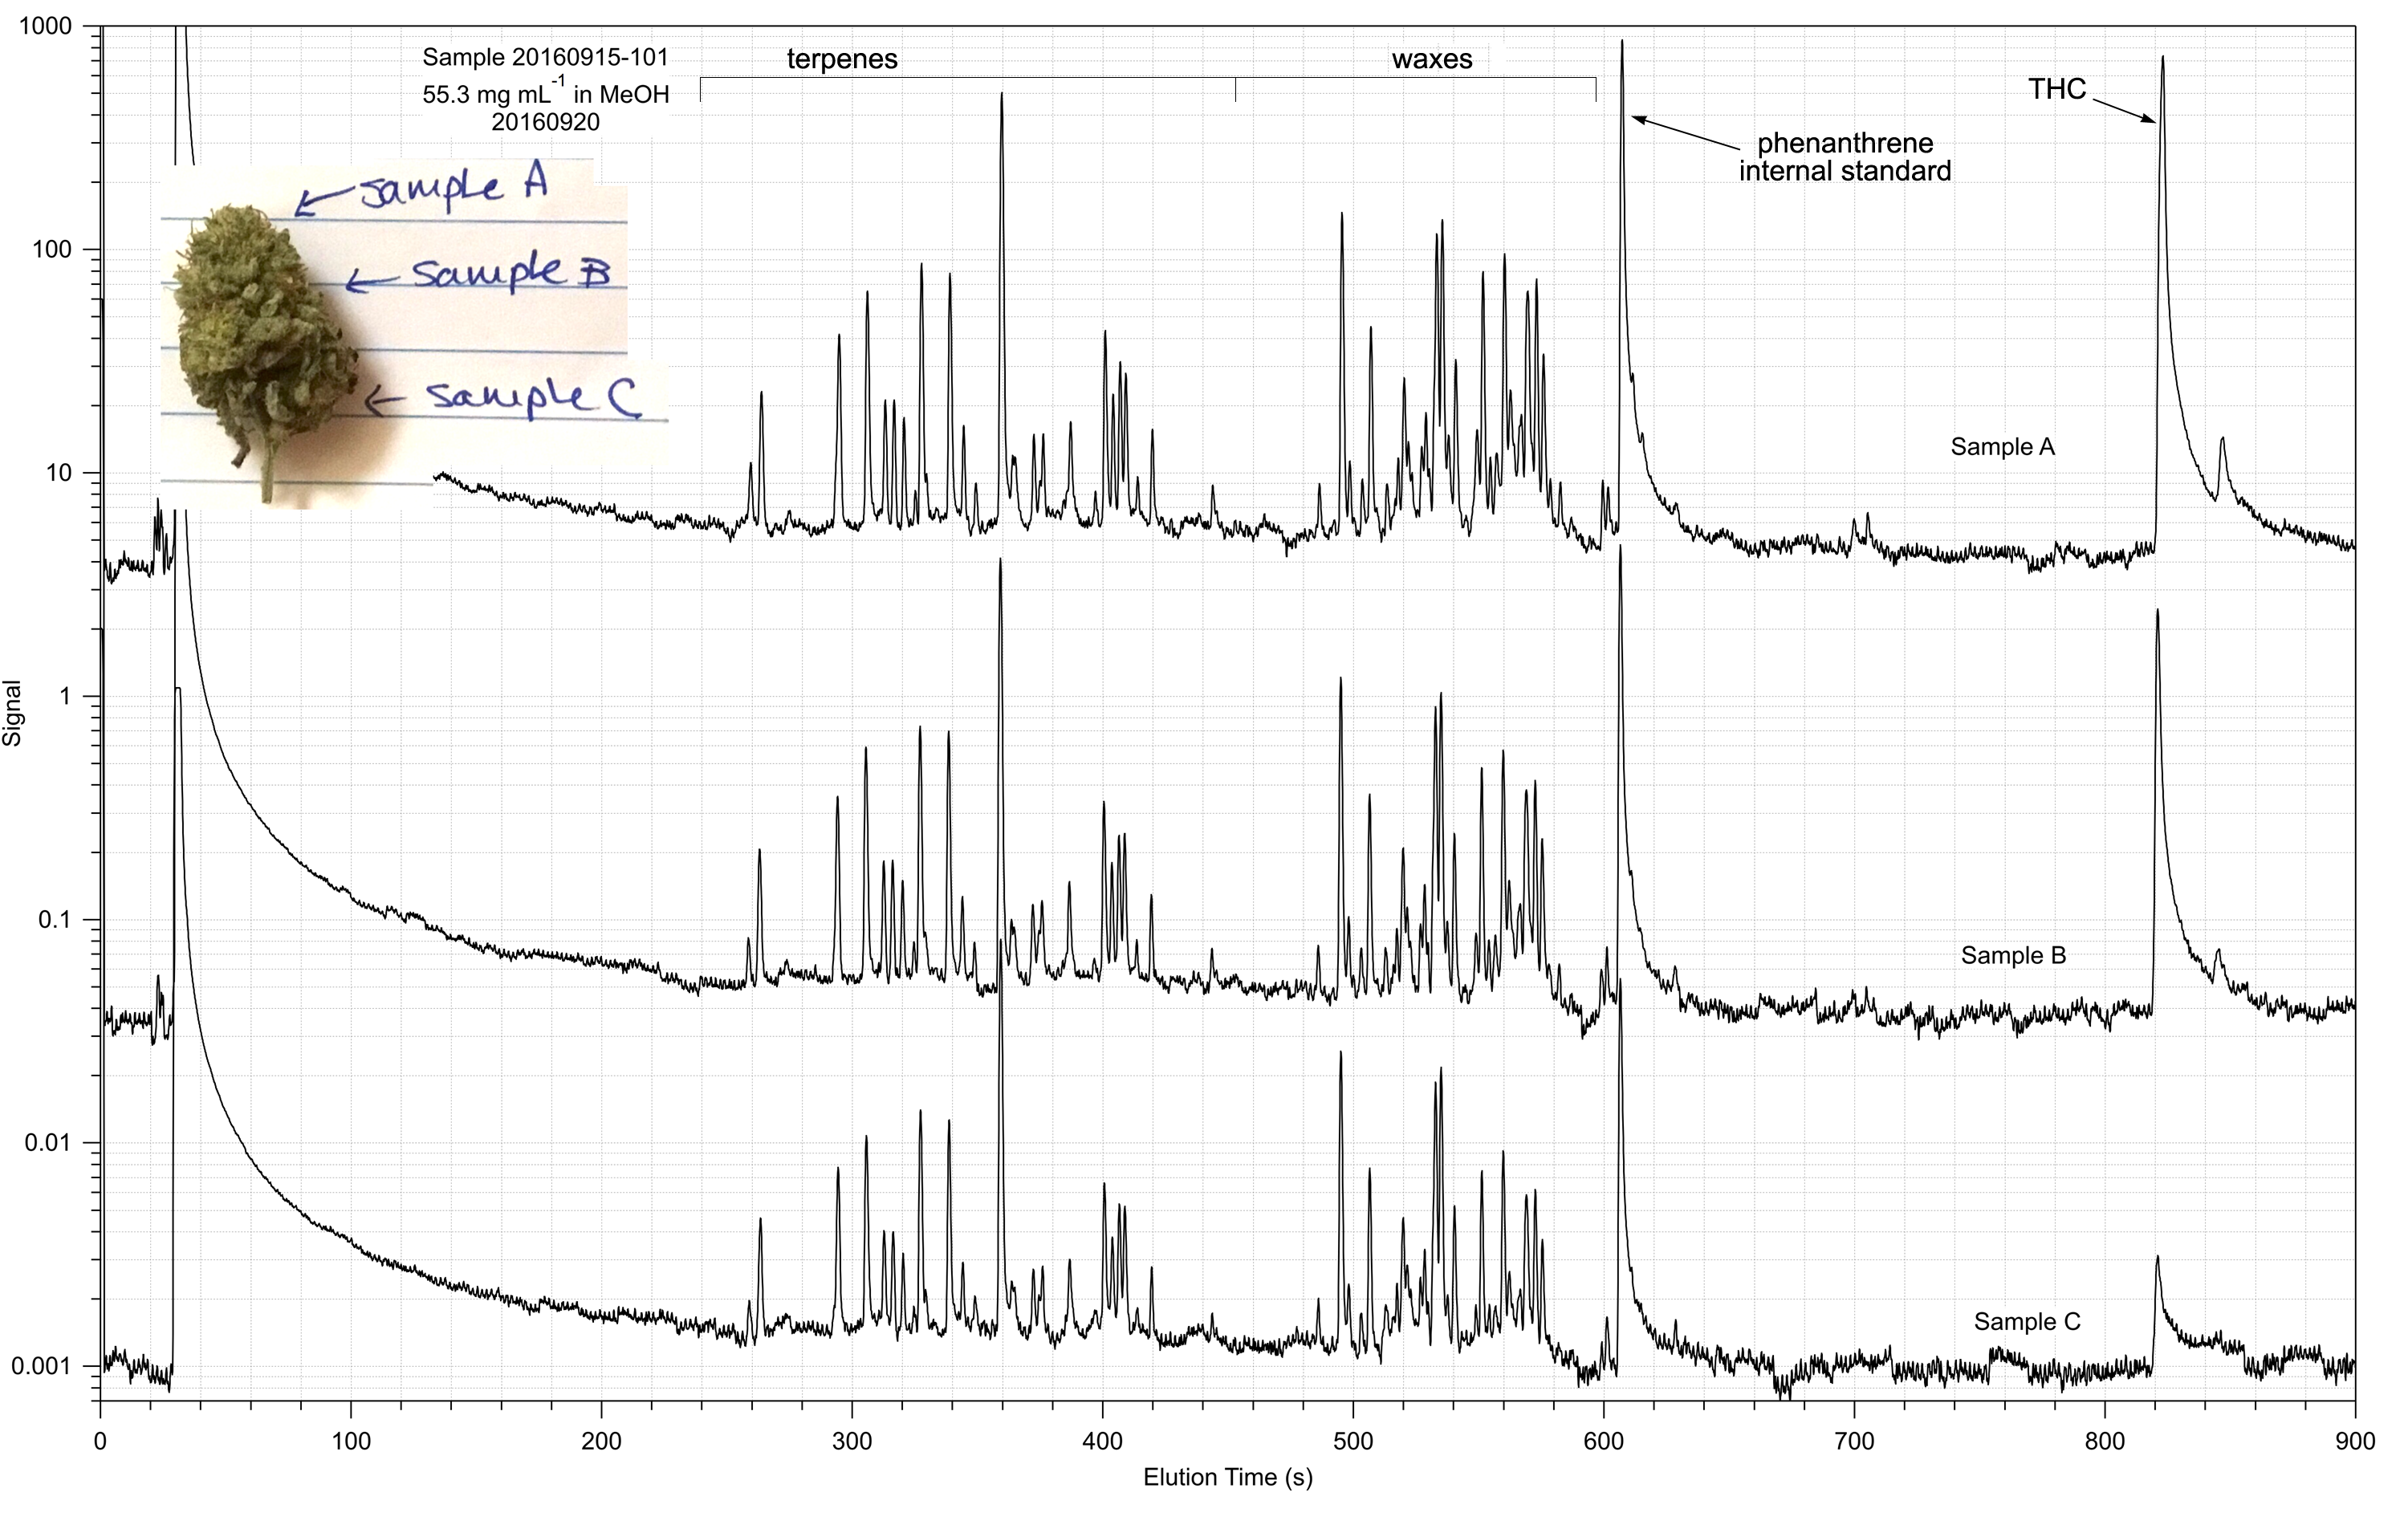 1000
100
10
1
0.1
0.01
0.001
Signal
Sample 20160915-101
55.3 mg mL-1 in MeOH
20160920
terpenes
waxes
phenanthrene
internal standard
THC
sample A
sample B
sample C
Sample A
Sample B
Sample C
0 100 200 300 400 500 600 700 800 900
Elution Time (s)